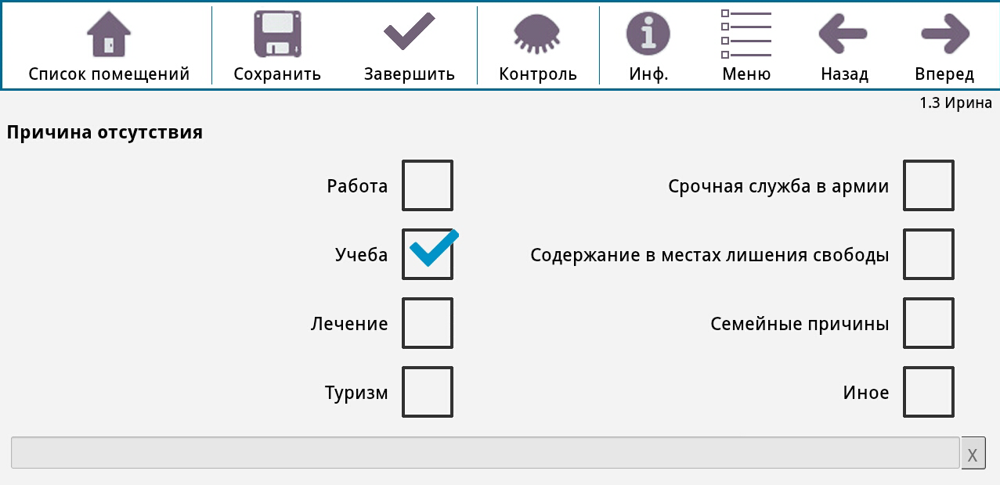 Список помещений Сохранить Завершить Контроль Инф. Меню Назад Вперед
1.3 Ирина
Причина отсутствия
Работа Срочная служба в армии
Учеба Содержание в местах лишения свободы
Лечение Семейные причины
Туризм Иное
X